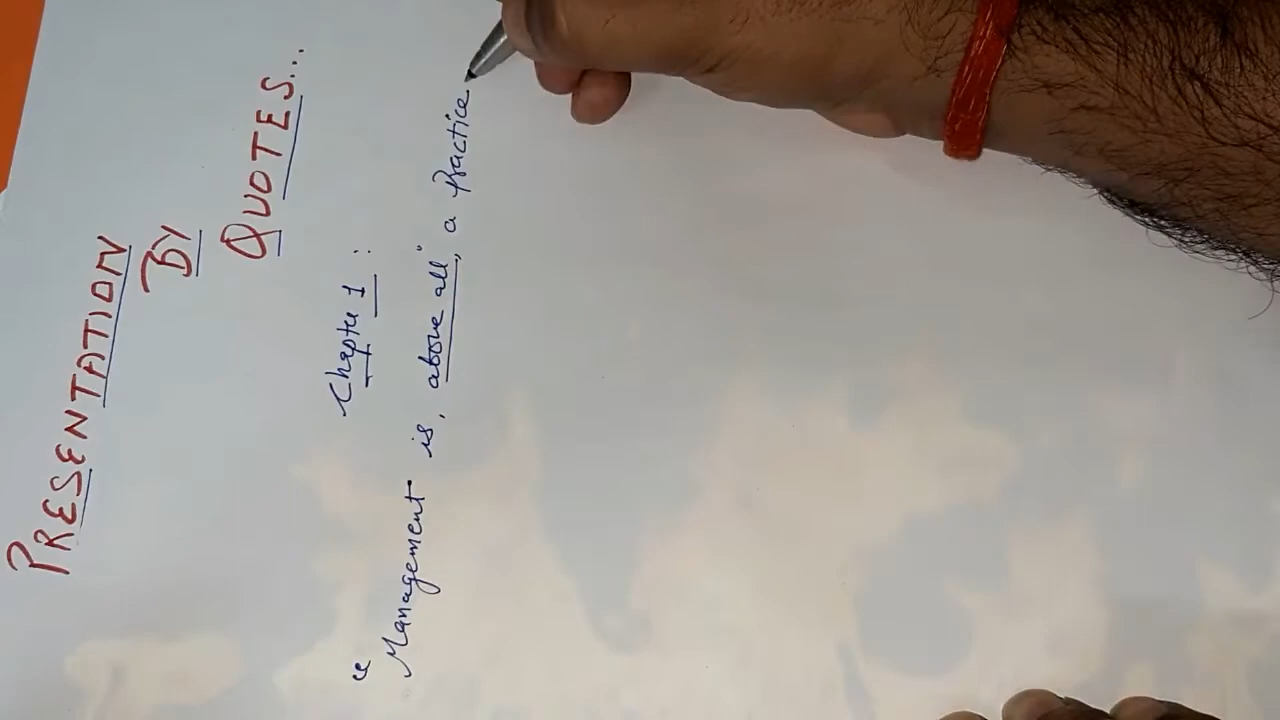 PRESENTATION
BY
QUOTES...
Chapter 1 :
" Management is, above all", a Practice